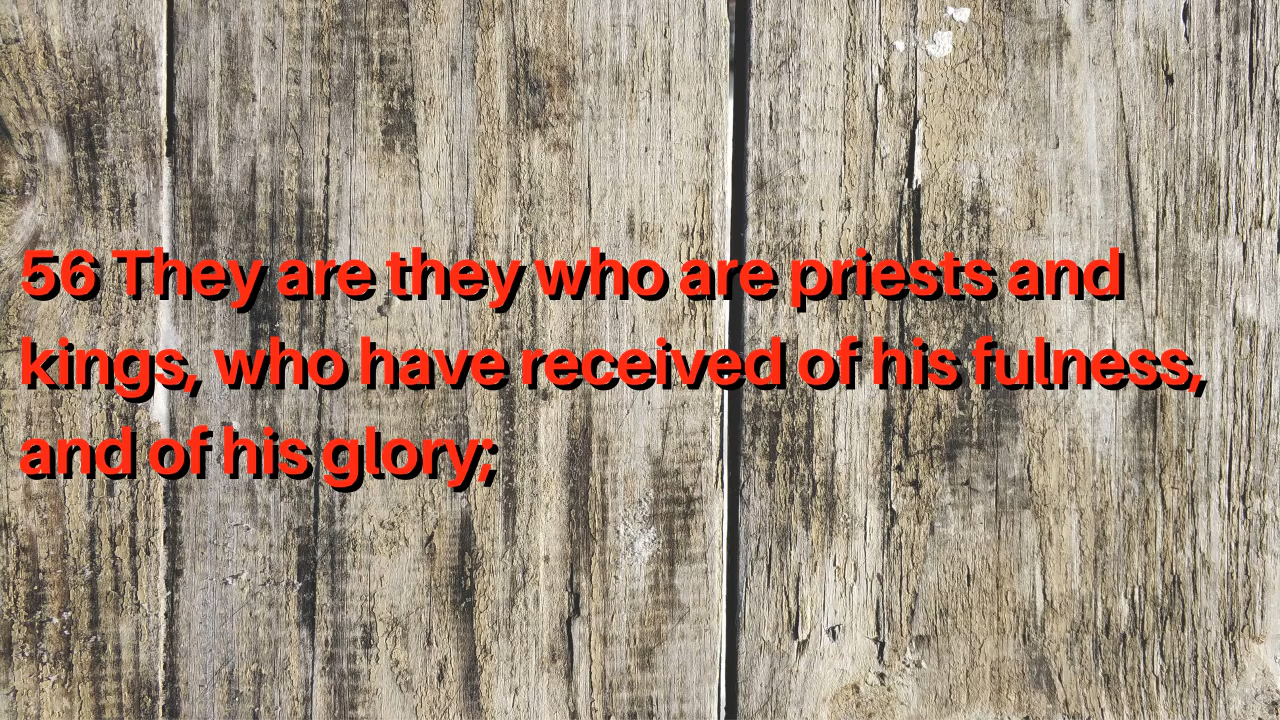 56 They are they who are priests and
kings, who have received of his fulness,
and of his glory;